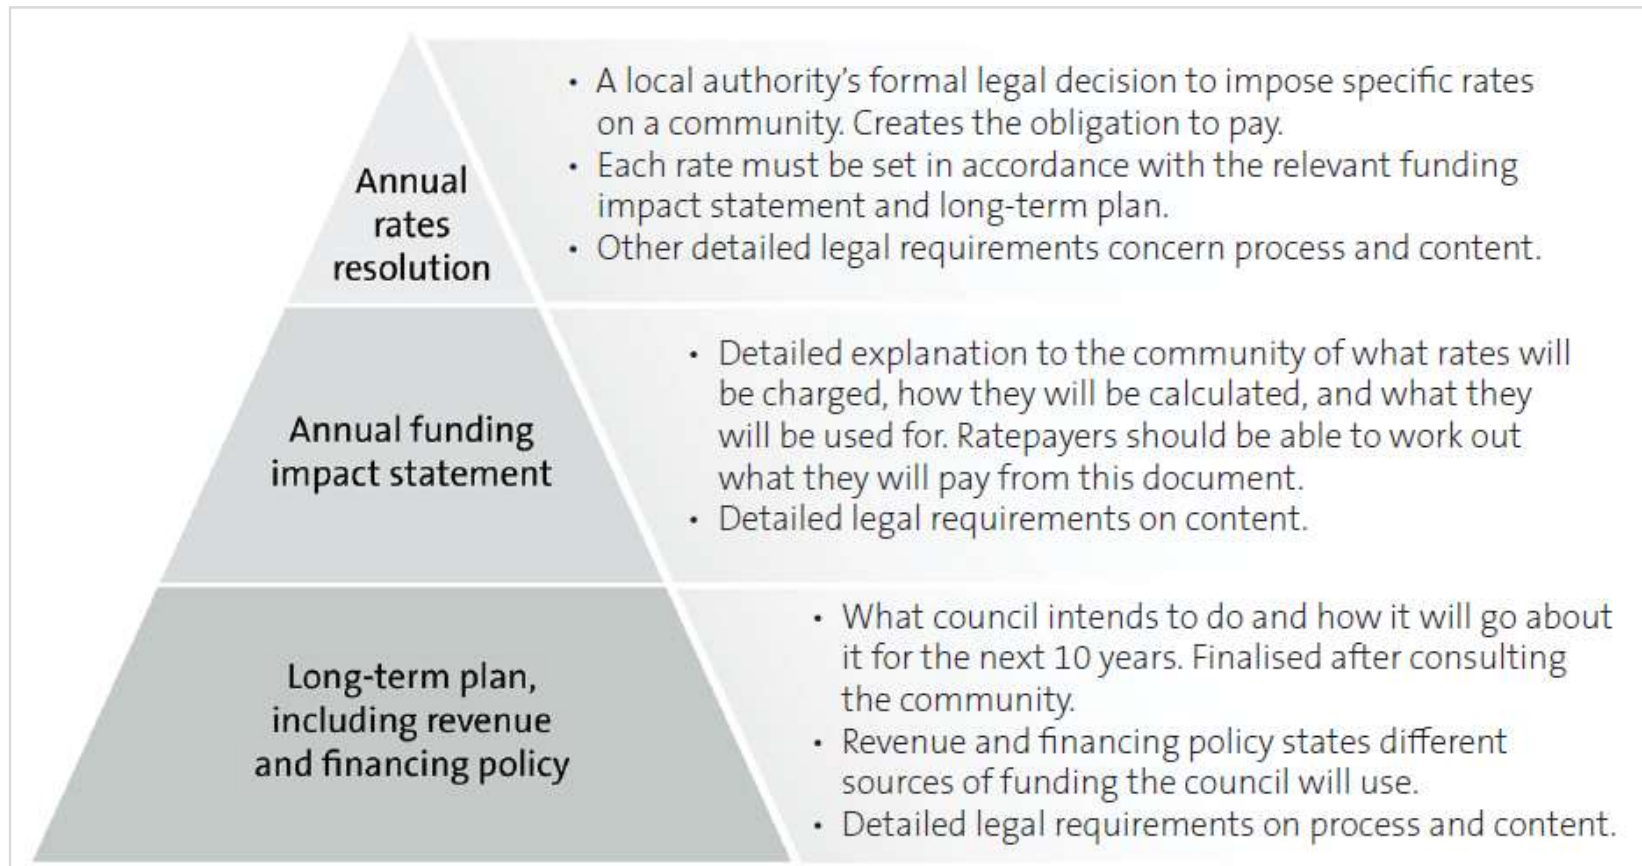 Annual
rates
resolution
• A local authority’s formal legal decision to impose specific rates
on a community. Creates the obligation to pay.
• Each rate must be set in accordance with the relevant funding
impact statement and long-term plan.
• Other detailed legal requirements concern process and content.
Annual funding
impact statement
• Detailed explanation to the community of what rates will
be charged, how they will be calculated, and what they
will be used for. Ratepayers should be able to work out
what they will pay from this document.
• Detailed legal requirements on content.
Long-term plan,
including revenue
and financing policy
• What council intends to do and how it will go about
it for the next 10 years. Finalised after consulting
the community.
• Revenue and financing policy states different
sources of funding the council will use.
• Detailed legal requirements on process and content.